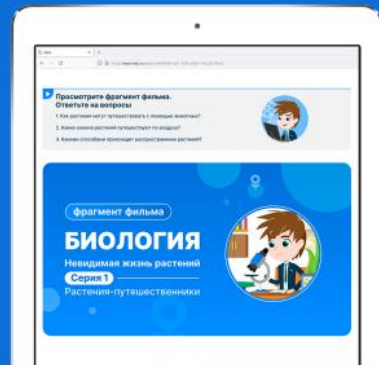 Просмотрите фрагмент фильма.
Ответьте на вопросы
1. Как растения могут путешествовать с помощью животных?
2. Какие семена растений путешествуют по воздуху?
3. Какими способами происходит распространение растений?
фрагмент фильма
БИОЛОГИЯ
Невидимая жизнь растений
Серия 1
Растения-путешественники